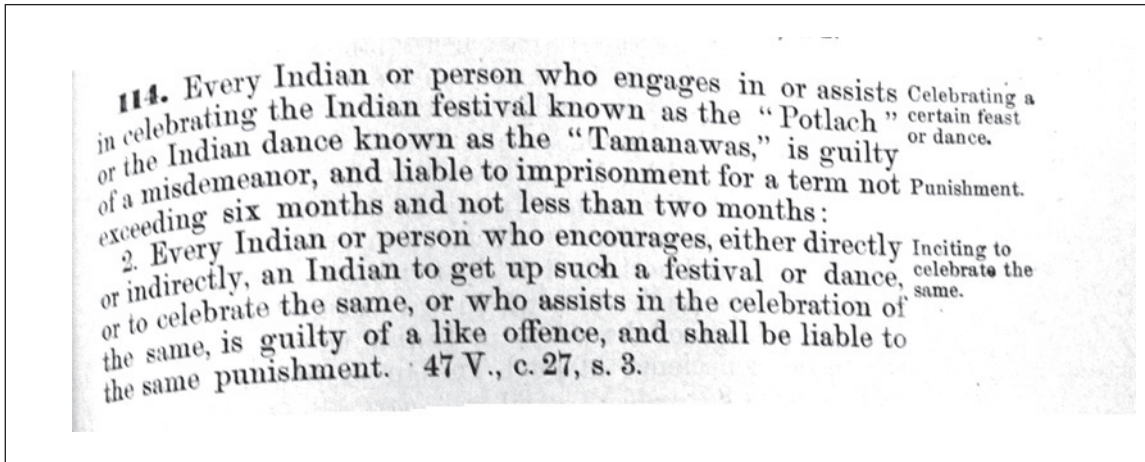 114. Every Indian or person who engages in or assists
in celebrating the Indian festival known as the "Potlach"
or the Indian dance known as the "Tamanawas," is guilty
of a misdemeanor, and liable to imprisonment for a term not
exceeding six months and not less than two months:
2. Every Indian or person who encourages, either directly
or indirectly, an Indian to get up such a festival or dance,
or to celebrate the same, or who assists in the celebration of
the same, is guilty of a like offence, and shall be liable to
the same punishment. 47 V., c. 27, s. 3.
Celebrating a
certain feast
or dance.
Punishment.
Inciting to
celebrate the
same.